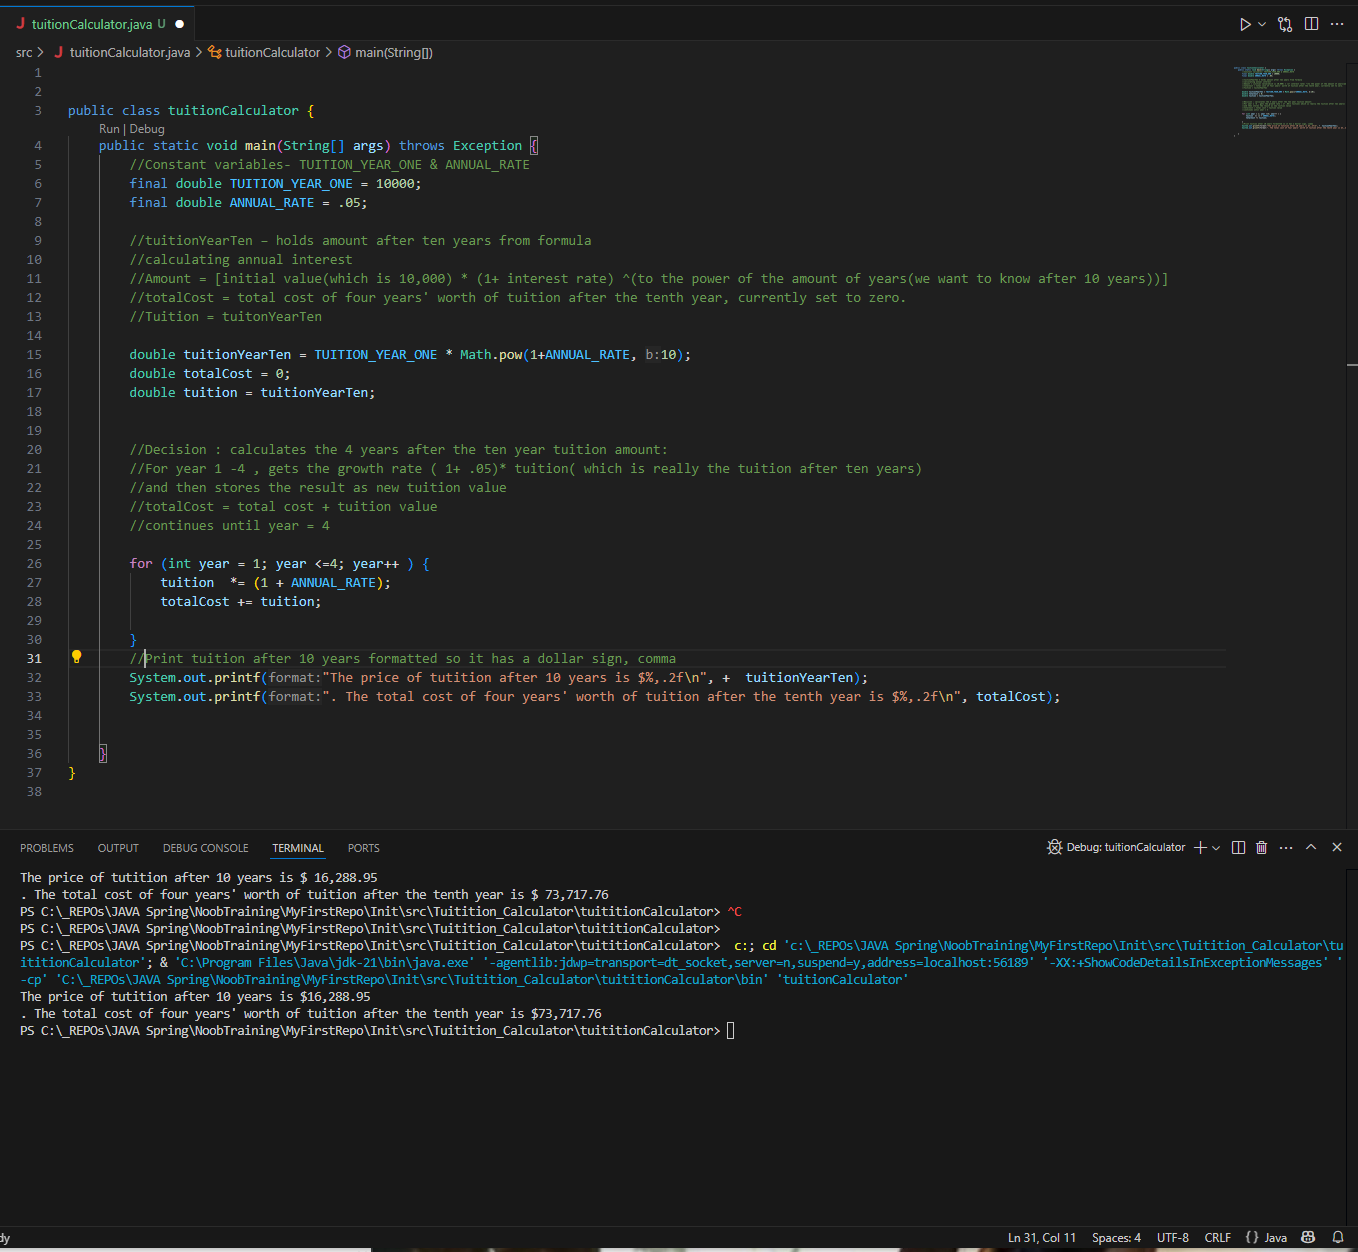 tuitionCalculator.java U
src > tuitionCalculator.java > tuitionCalculator > main(String[])
1
2
3 public class tuitionCalculator {
Run | Debug
4 public static void main(String[] args) throws Exception {
5 //Constant variables- TUITION_YEAR_ONE & ANNUAL_RATE
6 final double TUITION_YEAR_ONE = 10000;
7 final double ANNUAL_RATE = .05;
8
9 //tuitionYearTen – holds amount after ten years from formula
10 //calculating annual interest
11 //Amount = [initial value(which is 10,000) * (1+ interest rate) ^(to the power of the amount of years(we want to know after 10 years))]
12 //totalCost = total cost of four years' worth of tuition after the tenth year, currently set to zero.
13 //Tuition = tuitonYearTen
14
15 double tuitionYearTen = TUITION_YEAR_ONE * Math.pow(1+ANNUAL_RATE, b:10);
16 double totalCost = 0;
17 double tuition = tuitionYearTen;
18
19
20 //Decision : calculates the 4 years after the ten year tuition amount:
21 //For year 1 -4 , gets the growth rate ( 1+ .05)* tuition( which is really the tuition after ten years)
22 //and then stores the result as new tuition value
23 //totalCost = total cost + tuition value
24 //continues until year = 4
25
26 for (int year = 1; year <=4; year++ ) {
27 tuition  *= (1 + ANNUAL_RATE);
28 totalCost += tuition;
29
30 }
31 //Print tuition after 10 years formatted so it has a dollar sign, comma
32 System.out.printf(format:"The price of tutition after 10 years is $%,.2f\n", +  tuitionYearTen);
33 System.out.printf(format:". The total cost of four years' worth of tuition after the tenth year is $%,.2f\n", totalCost);
34
35
36 }
37 }
38
PROBLEMS OUTPUT DEBUG CONSOLE TERMINAL PORTS Debug: tuitionCalculator
The price of tutition after 10 years is $ 16,288.95
. The total cost of four years' worth of tuition after the tenth year is $ 73,717.76
PS C:\_REPOs\JAVA Spring\NoobTraining\MyFirstRepo\Init\src\Tuitition_Calculator\tuititionCalculator> ^C
PS C:\_REPOs\JAVA Spring\NoobTraining\MyFirstRepo\Init\src\Tuitition_Calculator\tuititionCalculator>
PS C:\_REPOs\JAVA Spring\NoobTraining\MyFirstRepo\Init\src\Tuitition_Calculator\tuititionCalculator>  c:; cd 'c:\_REPOs\JAVA Spring\NoobTraining\MyFirstRepo\Init\src\Tuitition_Calculator\tu
ititionCalculator'; & 'C:\Program Files\Java\jdk-21\bin\java.exe' '-agentlib:jdwp=transport=dt_socket,server=n,suspend=y,address=localhost:56189' '-XX:+ShowCodeDetailsInExceptionMessages' '
-cp' 'C:\_REPOs\JAVA Spring\NoobTraining\MyFirstRepo\Init\src\Tuitition_Calculator\tuititionCalculator\bin' 'tuitionCalculator'
The price of tutition after 10 years is $16,288.95
. The total cost of four years' worth of tuition after the tenth year is $73,717.76
PS C:\_REPOs\JAVA Spring\NoobTraining\MyFirstRepo\Init\src\Tuitition_Calculator\tuititionCalculator>
dy Ln 31, Col 11 Spaces: 4 UTF-8 CRLF {} Java